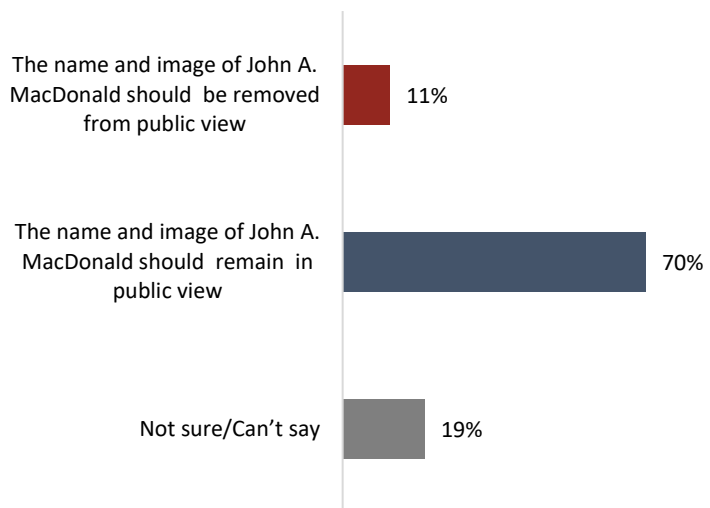 The name and image of John A.
MacDonald should be removed
from public view
11%
The name and image of John A.
MacDonald should remain in
public view
70%
Not sure/Can’t say
19%